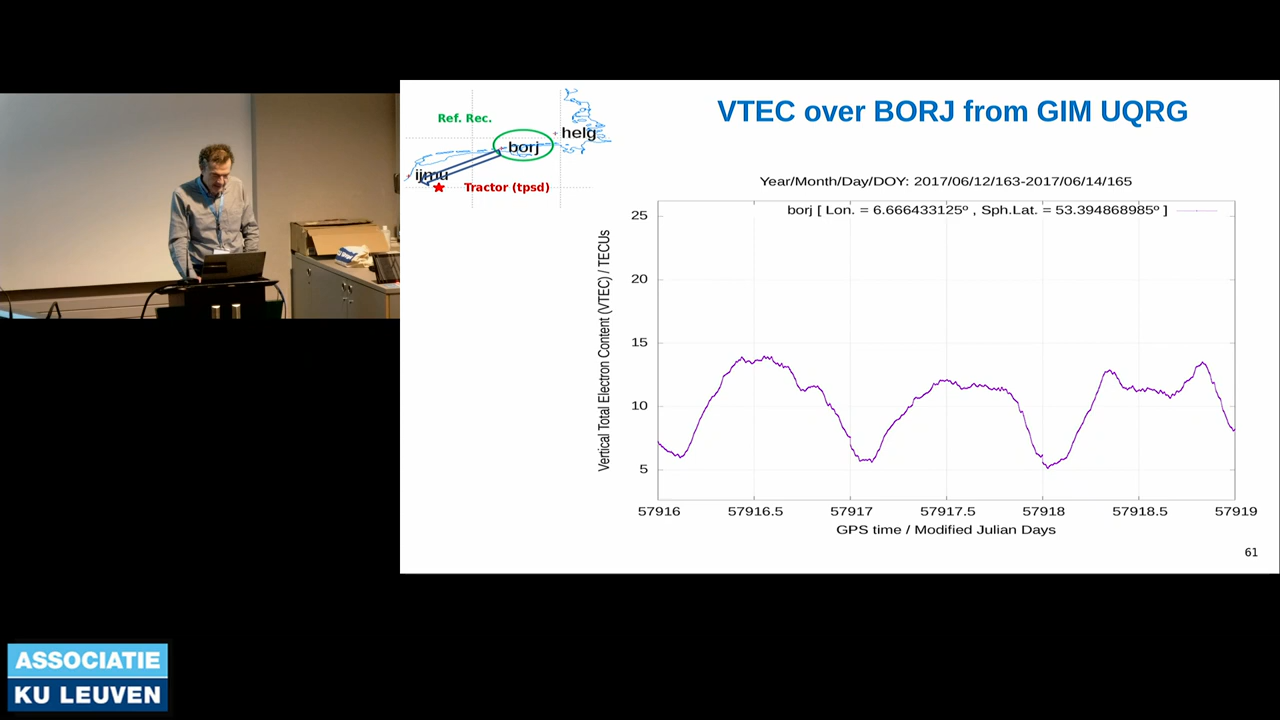 VTEC over BORJ from GIM UQRG
Ref. Rec.
helg
borj
ijmu
Tractor (tpsd)
Year/Month/Day/DOY: 2017/06/12/163-2017/06/14/165
borj [ Lon. = 6.666433125º , Sph.Lat. = 53.394868985º ]
Vertical Total Electron Content (VTEC) / TECUs
25
20
15
10
5
57916 57916.5 57917 57917.5 57918 57918.5 57919
GPS time / Modified Julian Days
61
ASSOCIATIE
KU LEUVEN